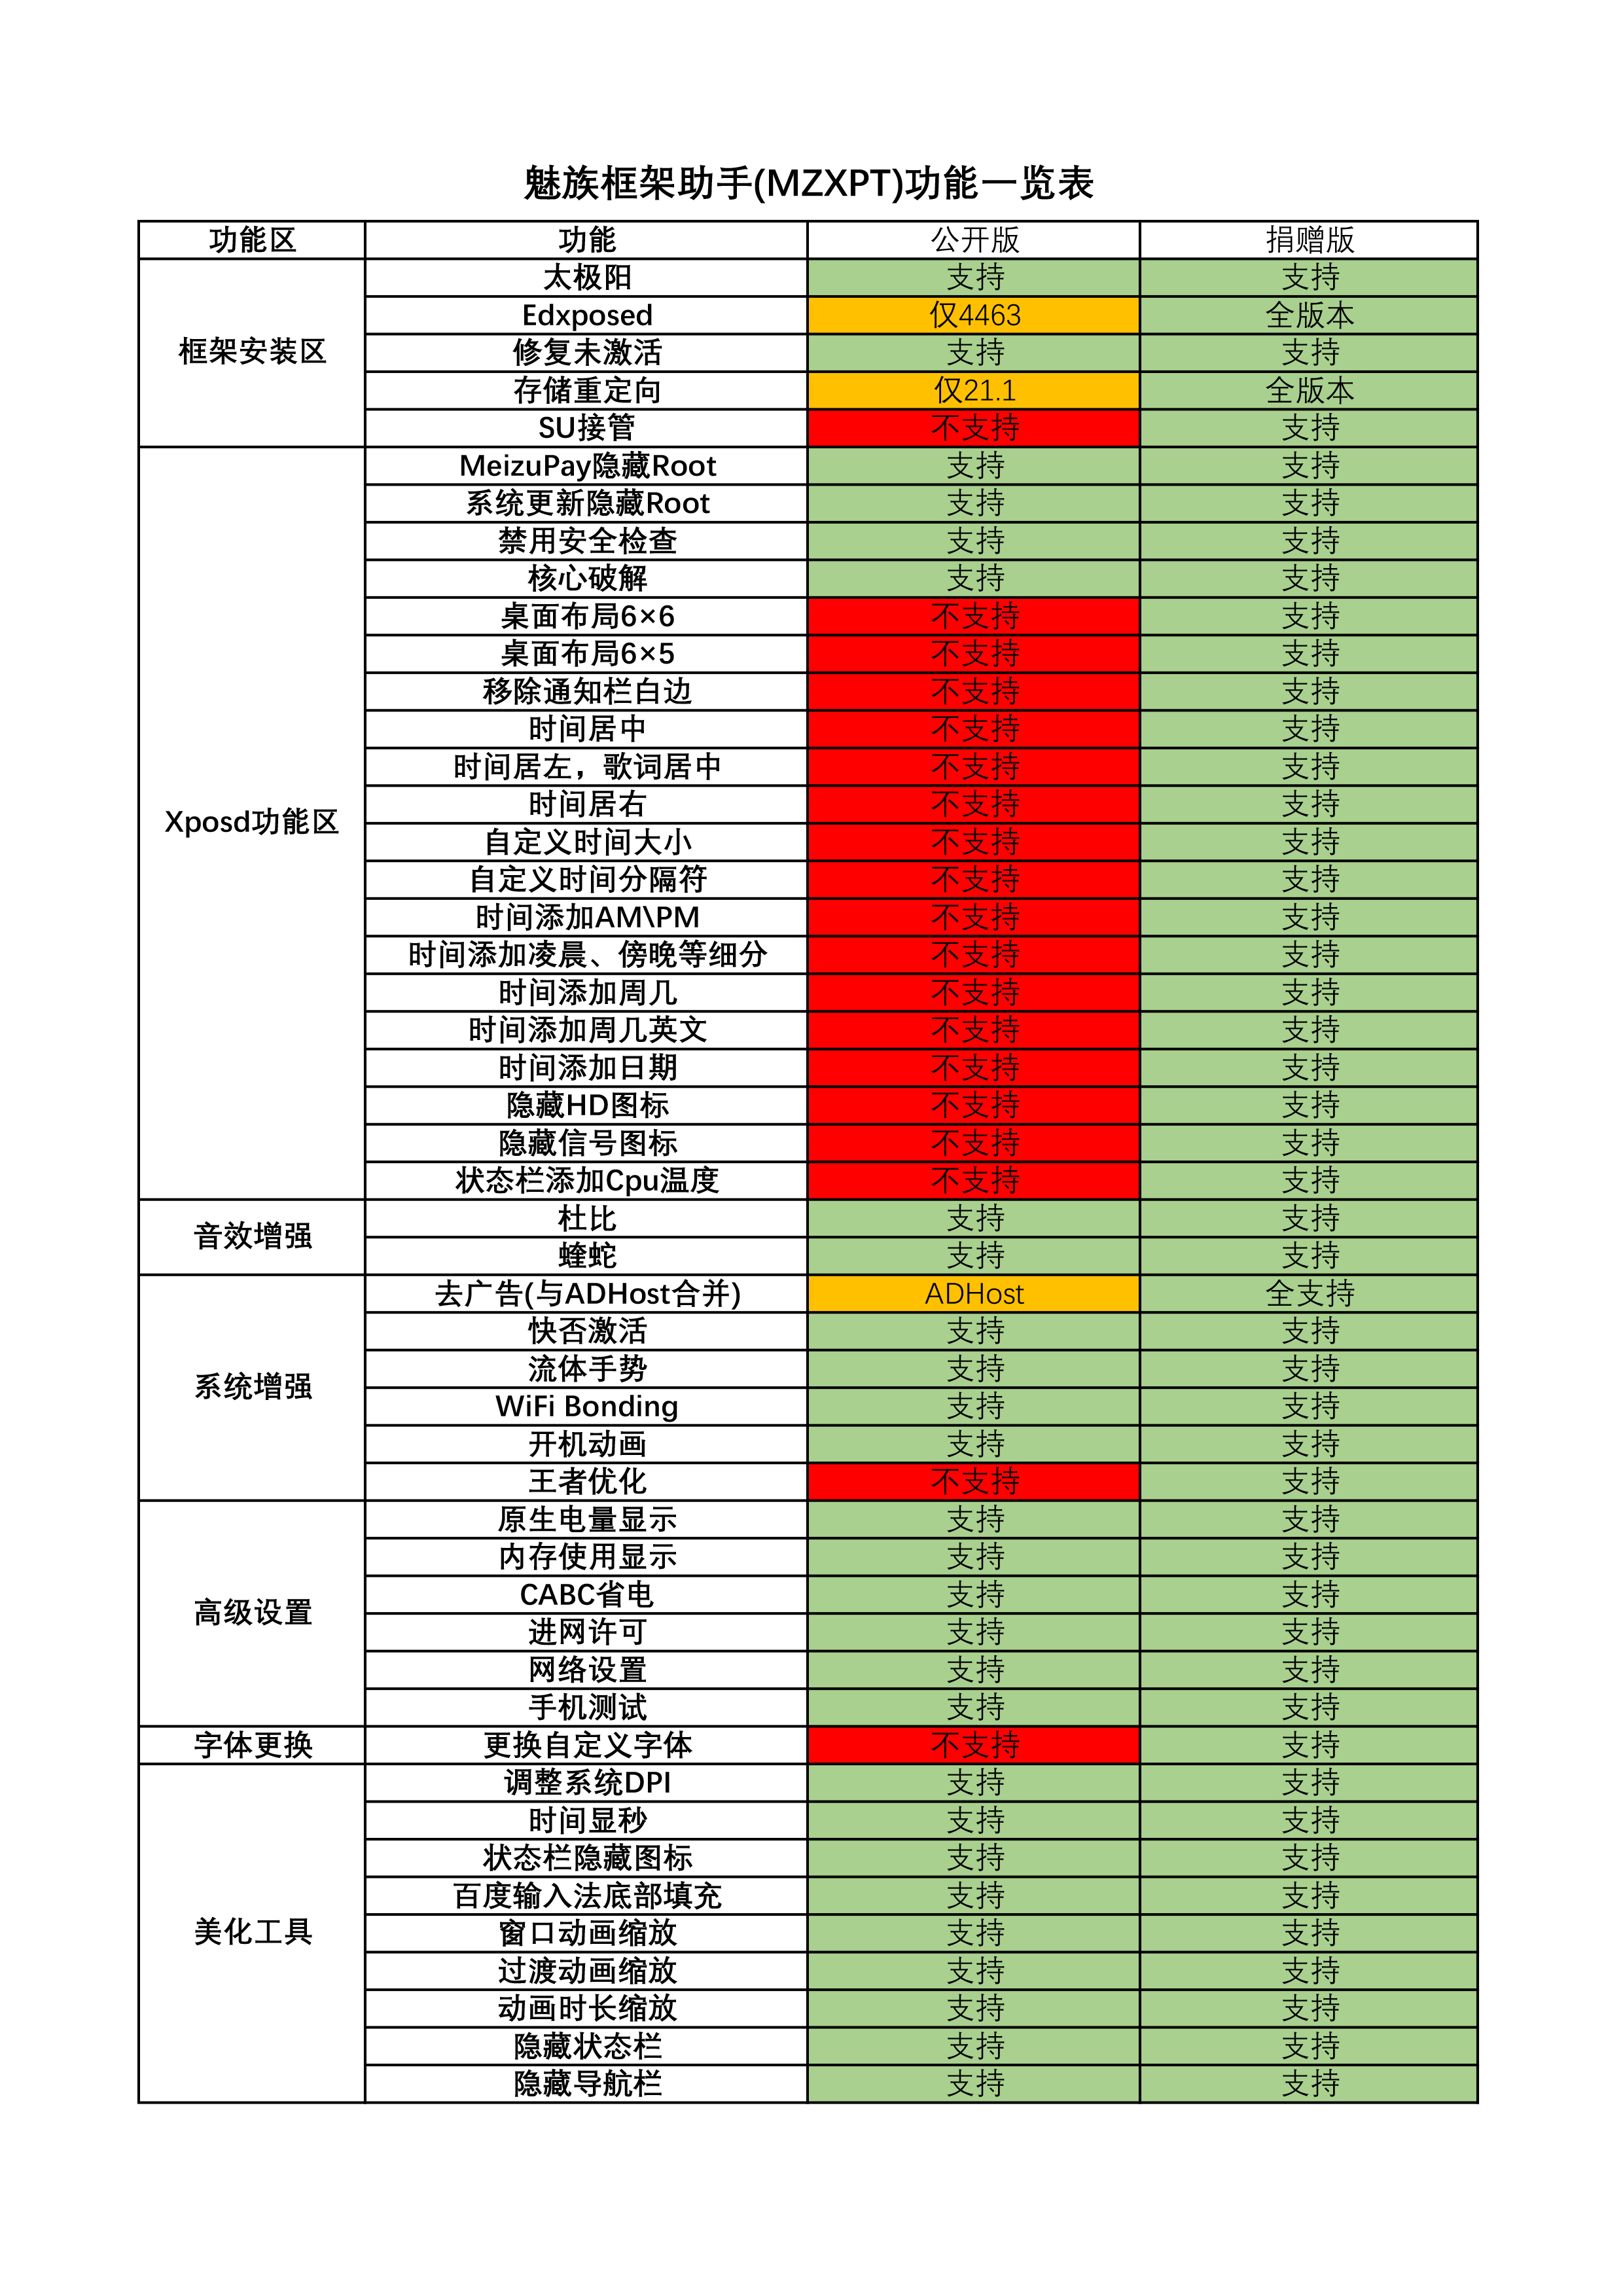 魅族框架助手(MZXPT)功能一览表
功能区 功能 公开版 捐赠版
框架安装区
太极阳 支持 支持
Edxposed 仅4463 全版本
修复未激活 支持 支持
存储重定向 仅21.1 全版本
SU接管 不支持 支持
Xposd功能区
MeizuPay隐藏Root 支持 支持
系统更新隐藏Root 支持 支持
禁用安全检查 支持 支持
核心破解 支持 支持
桌面布局6×6 不支持 支持
桌面布局6×5 不支持 支持
移除通知栏白边 不支持 支持
时间居中 不支持 支持
时间居左，歌词居中 不支持 支持
时间居右 不支持 支持
自定义时间大小 不支持 支持
自定义时间分隔符 不支持 支持
时间添加AM\PM 不支持 支持
时间添加凌晨、傍晚等细分 不支持 支持
时间添加周几 不支持 支持
时间添加周几英文 不支持 支持
时间添加日期 不支持 支持
隐藏HD图标 不支持 支持
隐藏信号图标 不支持 支持
状态栏添加Cpu温度 不支持 支持
音效增强
杜比 支持 支持
蝰蛇 支持 支持
系统增强
去广告(与ADHost合并) ADHost 全支持
快否激活 支持 支持
流体手势 支持 支持
WiFi Bonding 支持 支持
开机动画 支持 支持
王者优化 不支持 支持
高级设置
原生电量显示 支持 支持
内存使用显示 支持 支持
CABC省电 支持 支持
进网许可 支持 支持
网络设置 支持 支持
手机测试 支持 支持
字体更换 更换自定义字体 不支持 支持
美化工具
调整系统DPI 支持 支持
时间显秒 支持 支持
状态栏隐藏图标 支持 支持
百度输入法底部填充 支持 支持
窗口动画缩放 支持 支持
过渡动画缩放 支持 支持
动画时长缩放 支持 支持
隐藏状态栏 支持 支持
隐藏导航栏 支持 支持